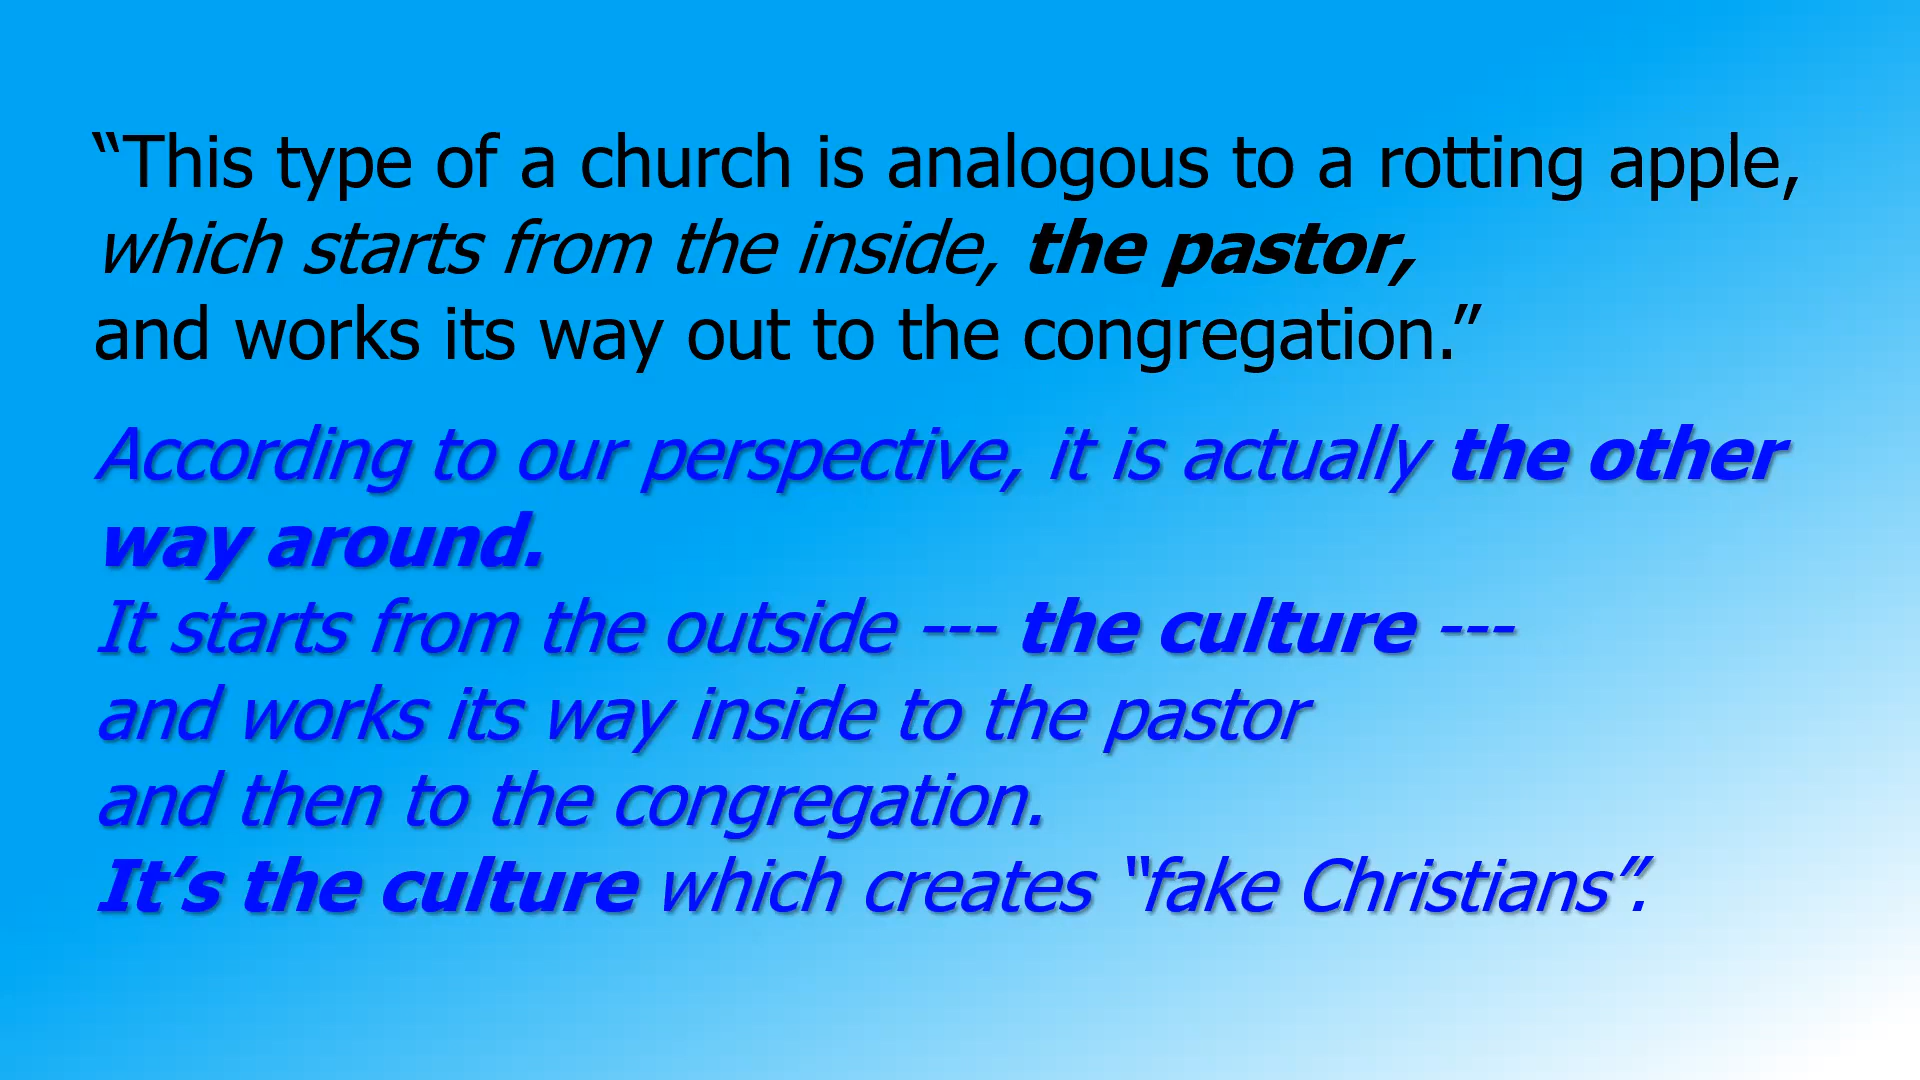 “This type of a church is analogous to a rotting apple,
which starts from the inside, the pastor,
and works its way out to the congregation.”
According to our perspective, it is actually the other
way around.
It starts from the outside --- the culture ---
and works its way inside to the pastor
and then to the congregation.
It’s the culture which creates “fake Christians”.